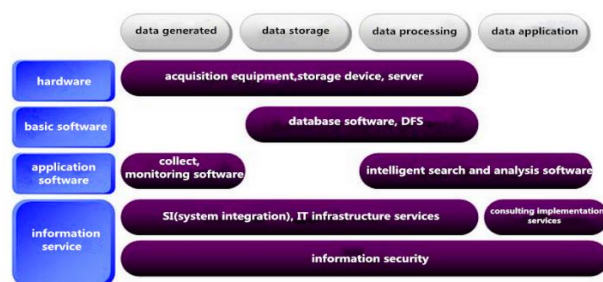 data generated
data storage
data processing
data application
hardware
acquisition equipment,storage device, server
basic software
database software, DFS
application
software
collect,
monitoring software
intelligent search and analysis software
information
service
SI(system integration), IT infrastructure services
consulting implementation
services
information security